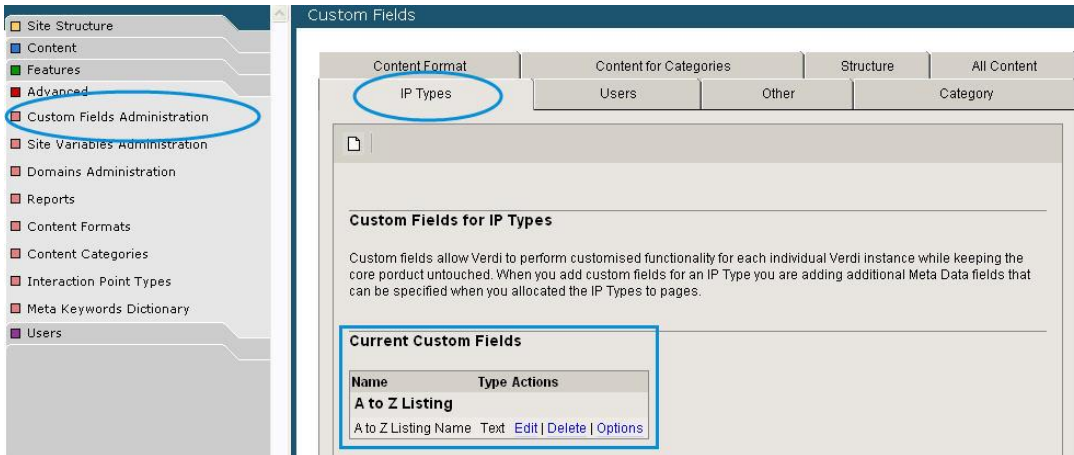 Site Structure
Content
Features
Advanced
Custom Fields Administration
Site Variables Administration
Domains Administration
Reports
Content Formats
Content Categories
Interaction Point Types
Meta Keywords Dictionary
Users
Custom Fields
Content Format Content for Categories Structure All Content
IP Types Users Other Category
Custom Fields for IP Types
Custom fields allow Verdi to perform customised functionality for each individual Verdi instance while keeping the
core porduct untouched. When you add custom fields for an IP Type you are adding additional Meta Data fields that
can be specified when you allocated the IP Types to pages.
Current Custom Fields
Name Type Actions
A to Z Listing
A to Z Listing Name Text Edit | Delete | Options